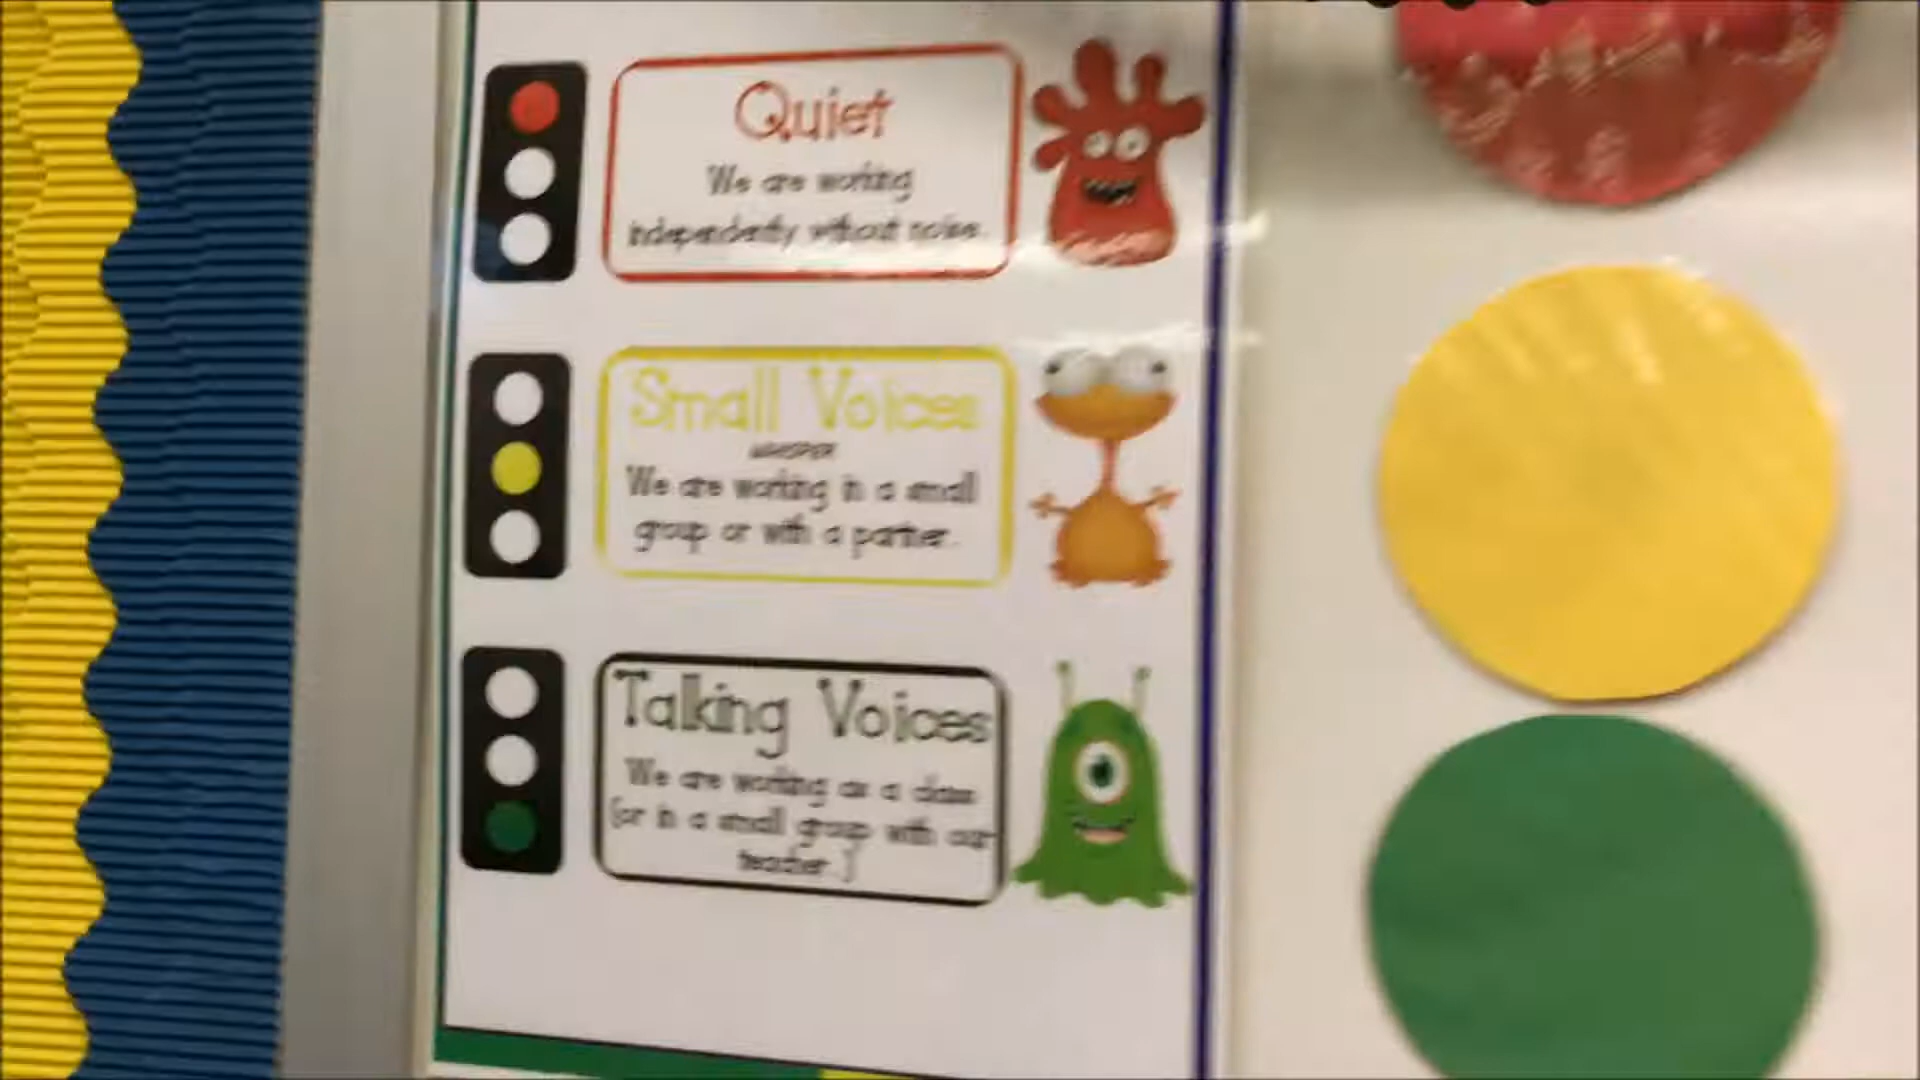 Quiet
We are working
independently without noise.
Small Voices
WHISPER
We are working in a small
group or with a partner.
Talking Voices
We are working as a class
(or in a small group with our
teacher.)